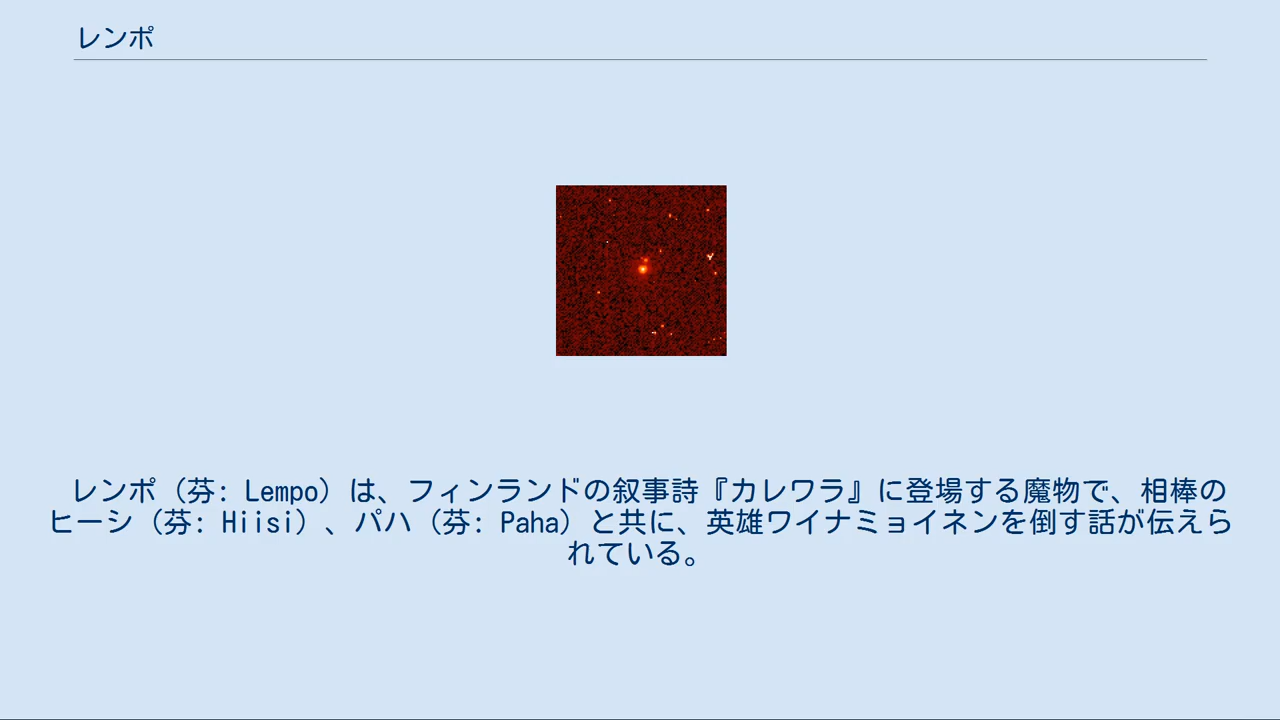 レンポ
レンポ（芬: Lempo）は、フィンランドの叙事詩『カレワラ』に登場する魔物で、相棒の
ヒーシ（芬: Hiisi）、パハ（芬: Paha）と共に、英雄ワイナミョイネンを倒す話が伝えら
れている。